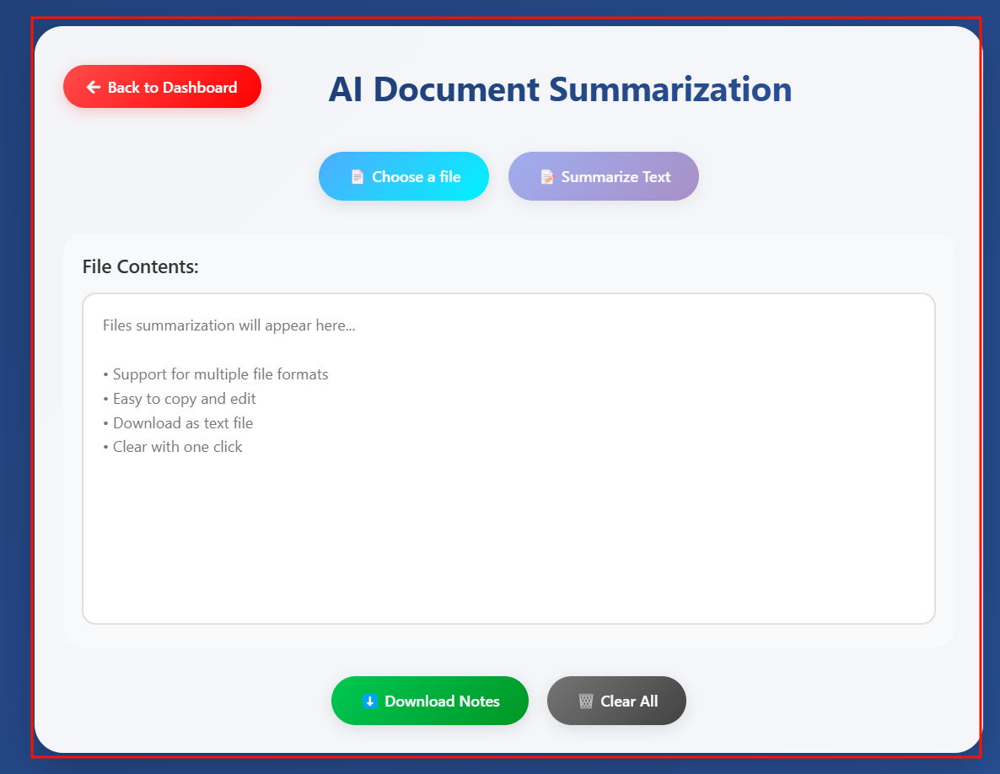 Back to Dashboard
AI Document Summarization
Choose a file
Summarize Text
File Contents:
Files summarization will appear here...
• Support for multiple file formats
• Easy to copy and edit
• Download as text file
• Clear with one click
Download Notes
Clear All